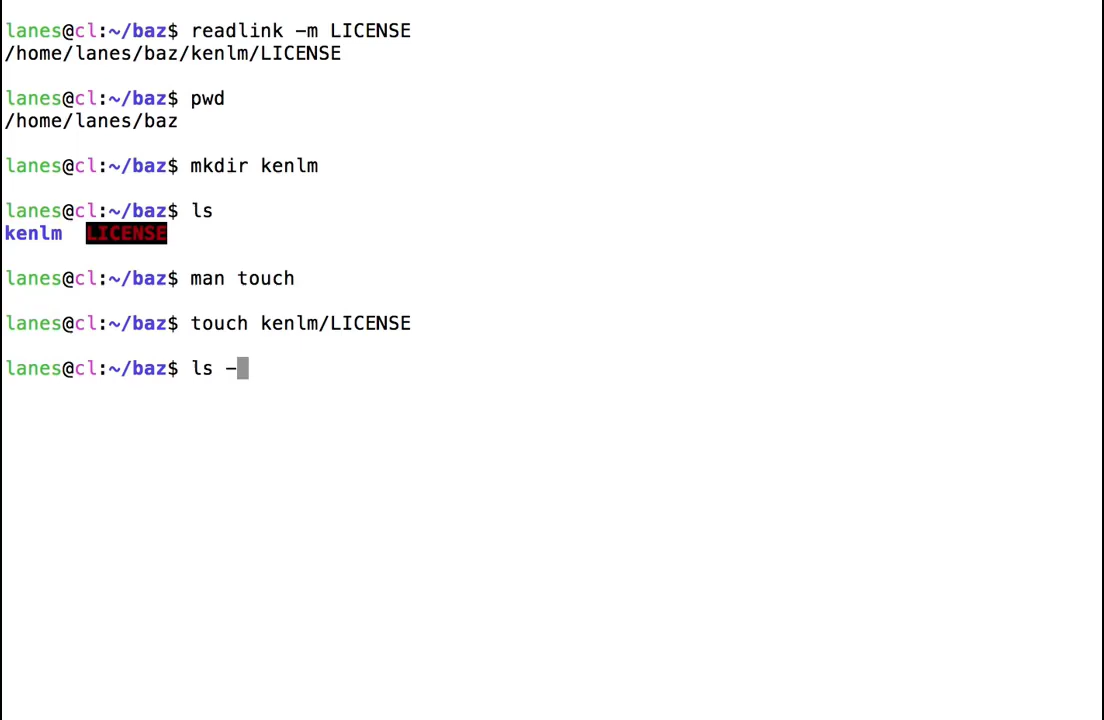 lanes@cl:~/baz$ readlink -m LICENSE
/home/lanes/baz/kenlm/LICENSE
lanes@cl:~/baz$ pwd
/home/lanes/baz
lanes@cl:~/baz$ mkdir kenlm
lanes@cl:~/baz$ ls
kenlm  LICENSE
lanes@cl:~/baz$ man touch
lanes@cl:~/baz$ touch kenlm/LICENSE
lanes@cl:~/baz$ ls -